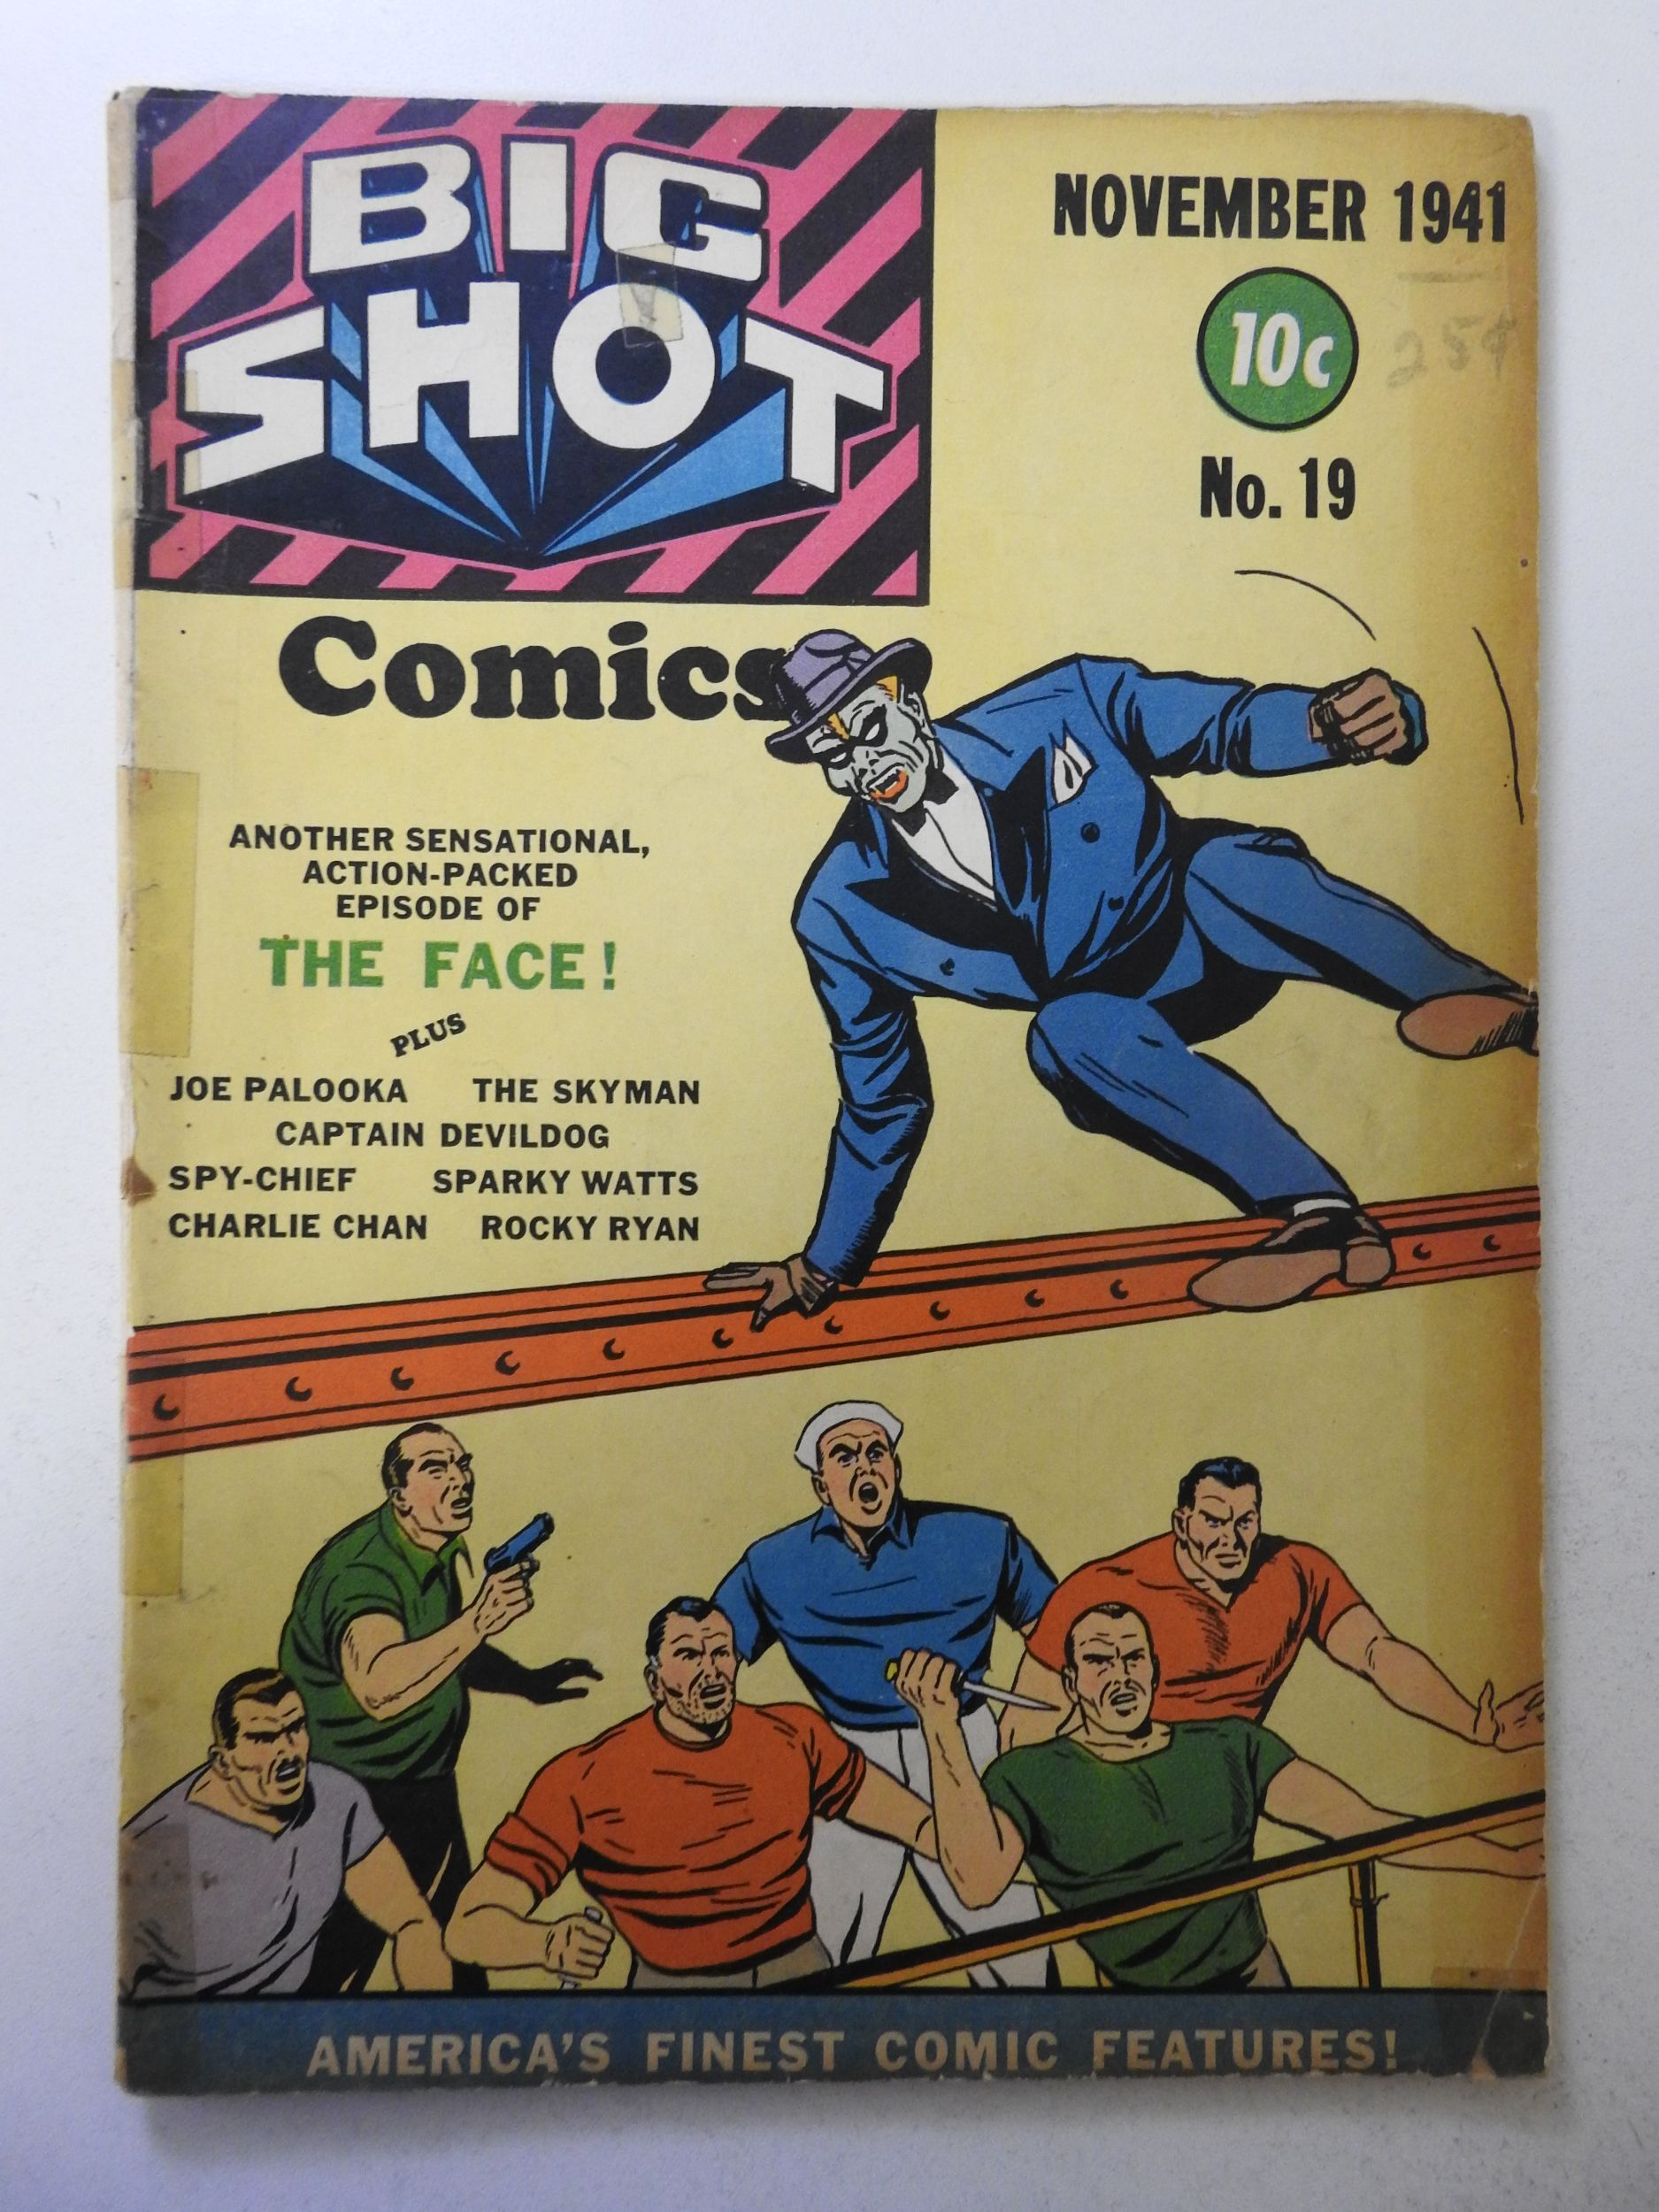 BIG
SHOT
Comics
NOVEMBER 1941
10c
25¢
No. 19
ANOTHER SENSATIONAL,
ACTION-PACKED
EPISODE OF
THE FACE!
PLUS
JOE PALOOKA THE SKYMAN
CAPTAIN DEVILDOG
SPY-CHIEF SPARKY WATTS
CHARLIE CHAN ROCKY RYAN
AMERICA'S FINEST COMIC FEATURES!